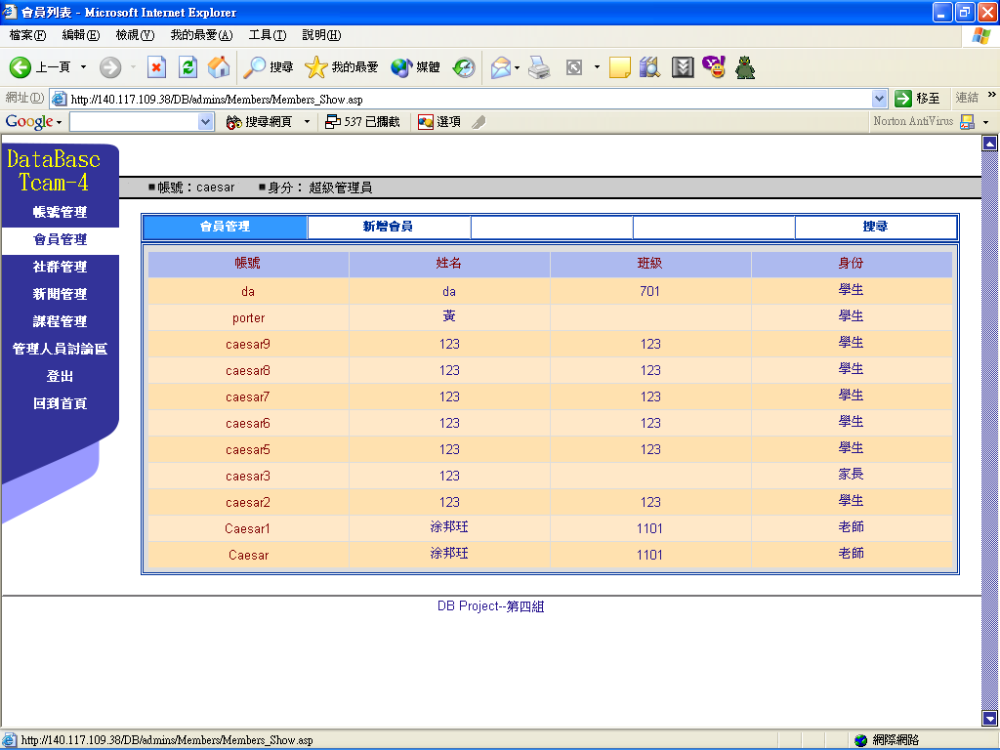 會員列表 - Microsoft Internet Explorer
檔案(F) 編輯(E) 檢視(V) 我的最愛(A) 工具(T) 說明(H)
上一頁 搜尋 我的最愛 媒體
網址(D) http://140.117.109.38/DB/admins/Members/Members_Show.asp 移至 連結 »
Google 搜尋網頁 537 已攔截 選項 Norton AntiVirus
DataBase
Team-4
■帳號：caesar ■身分： 超級管理員
帳號管理
會員管理
社群管理
新聞管理
課程管理
管理人員討論區
登出
回到首頁
會員管理 新增會員 搜尋
帳號 姓名 班級 身份
da da 701 學生
porter 黃 學生
caesar9 123 123 學生
caesar8 123 123 學生
caesar7 123 123 學生
caesar6 123 123 學生
caesar5 123 123 學生
caesar3 123 家長
caesar2 123 123 學生
Caesar1 涂邦玨 1101 老師
Caesar 涂邦玨 1101 老師
DB Project--第四組
http://140.117.109.38/DB/admins/Members/Members_Show.asp 網際網路